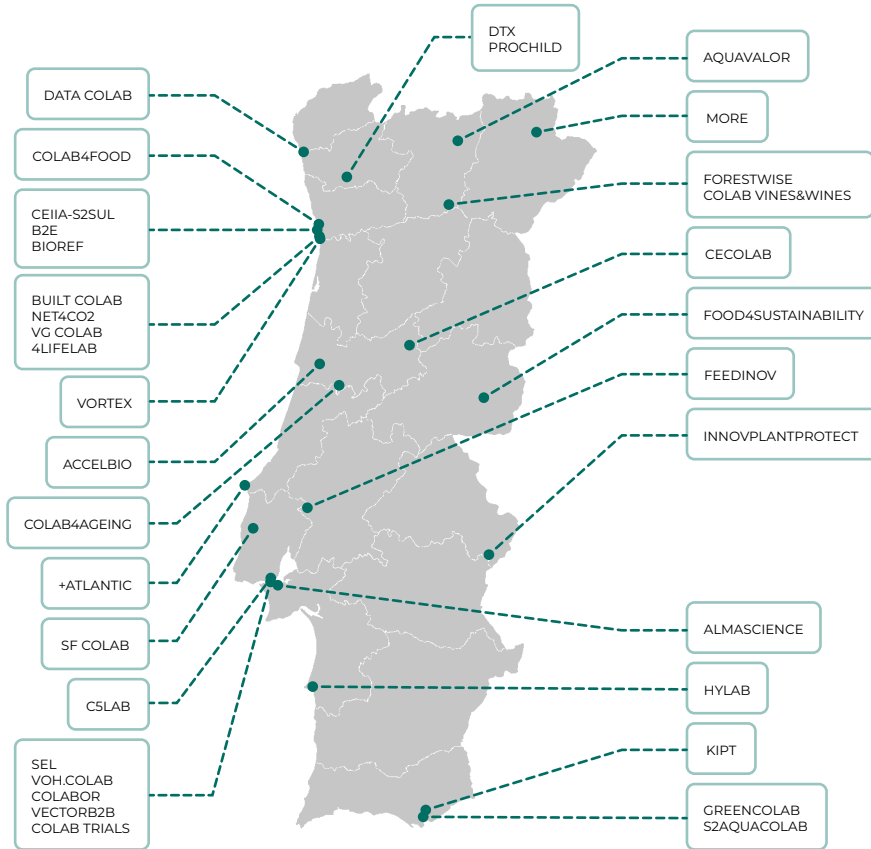 DTX
PROCHILD
DATA COLAB
COLAB4FOOD
CEIIA-S2SUL
B2E
BIOREF
BUILT COLAB
NET4CO2
VG COLAB
4LIFELAB
VORTEX
ACCELBIO
COLAB4AGEING
+ATLANTIC
SF COLAB
C5LAB
SEL
VOH.COLAB
COLABOR
VECTORB2B
COLAB TRIALS
AQUAVALOR
MORE
FORESTWISE
COLAB VINES&WINES
CECOLAB
FOOD4SUSTAINABILITY
FEEDINOV
INNOVPLANTPROTECT
ALMASCIENCE
HYLAB
KIPT
GREENCOLAB
S2AQUACOLAB